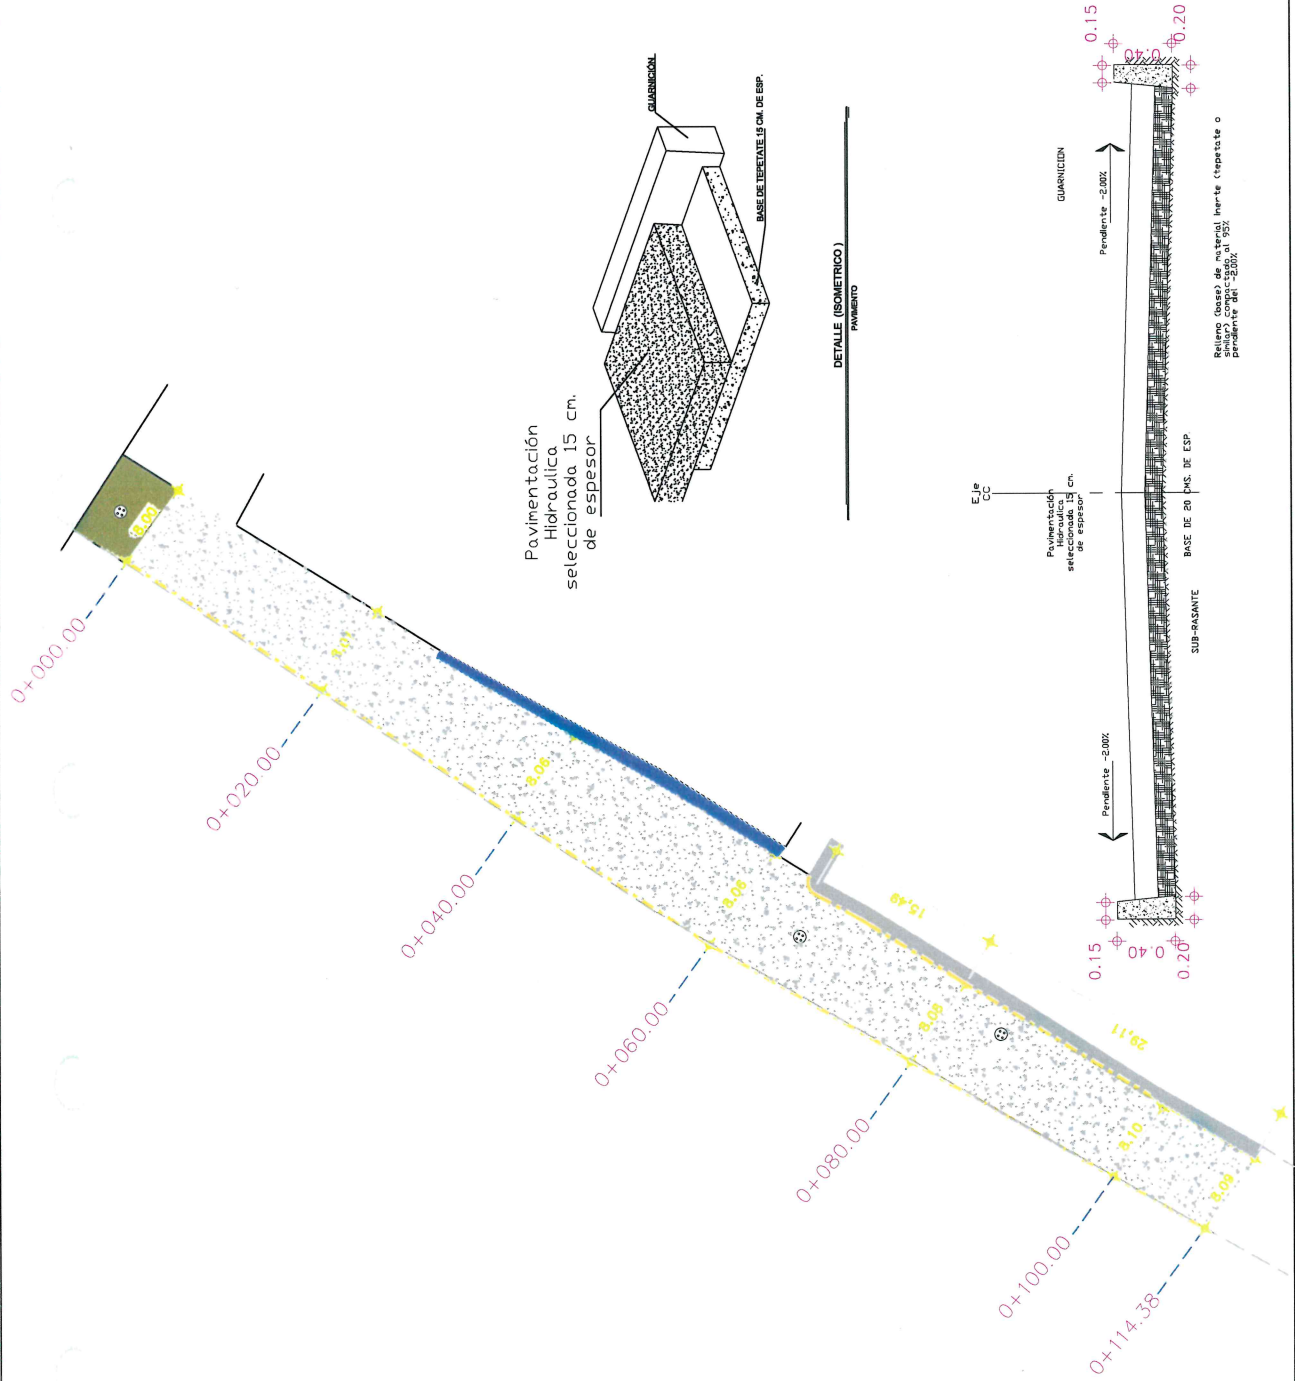 0+000.00
0+020.00
0+040.00
0+060.00
0+080.00
0+100.00
0+114.38
8.00
8.01
8.06
8.06
8.05
8.10
8.09
15,49
29,11
Pavimentación
Hidraulica
seleccionada 15 cm.
de espesor
GUARNICIÓN
BASE DE TEPETATE 15 CM. DE ESP.
DETALLE (ISOMETRICO)
PAVIMENTO
0.15
0.40
0.20
GUARNICION
Pendiente -2.00%
Eje
CC
Pavimentación
Hidraulica
seleccionada 15 cm.
de espesor
Pendiente -2.00%
0.15
0.40
0.20
SUB-RASANTE
BASE DE 20 CMS. DE ESP.
Relleno (base) de material inerte (tepetate o
similar) compactado al 95%
pendiente del -2.00%